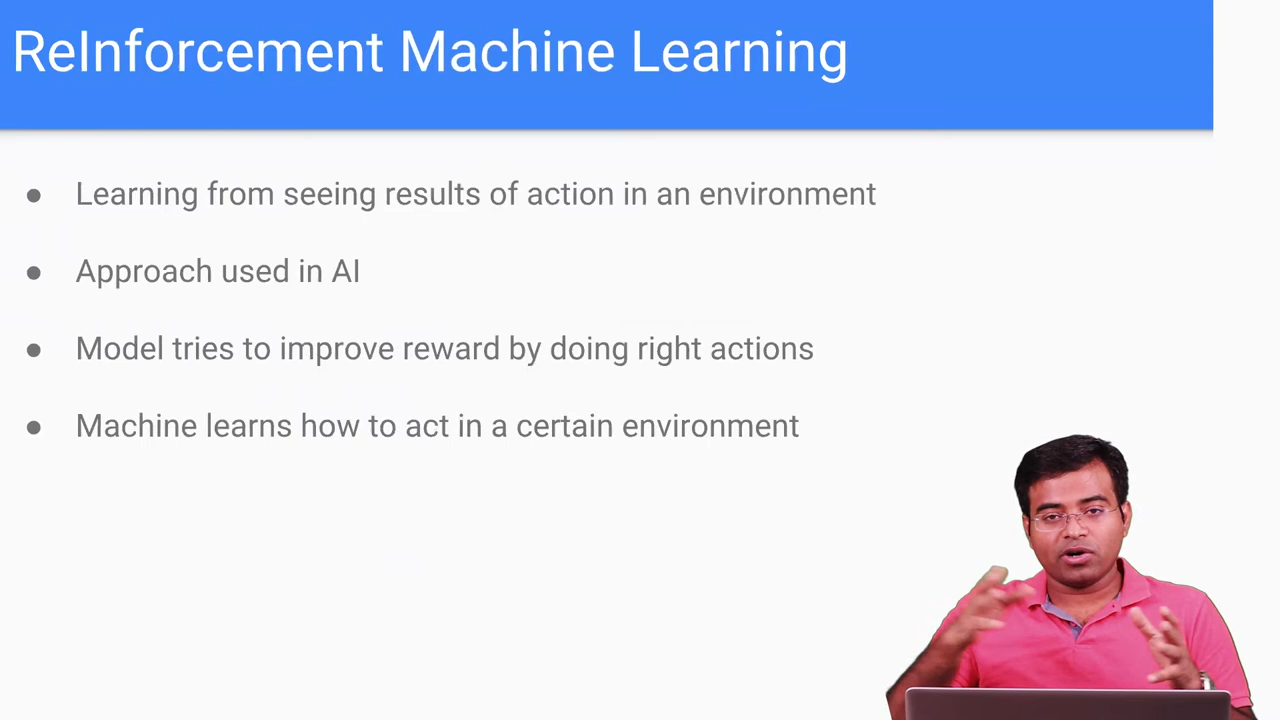 ReInforcement Machine Learning
● Learning from seeing results of action in an environment
● Approach used in AI
● Model tries to improve reward by doing right actions
● Machine learns how to act in a certain environment